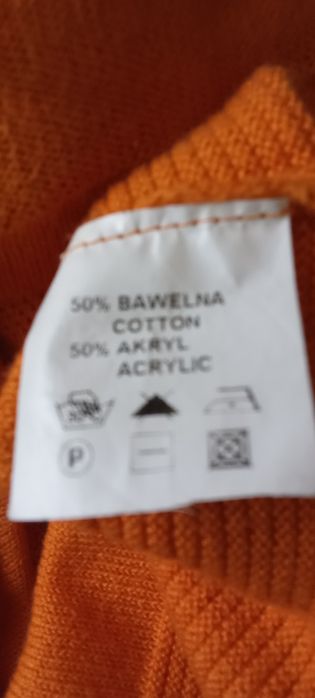 50% BAWELNA
COTTON
50% AKRYL
ACRYLIC
P